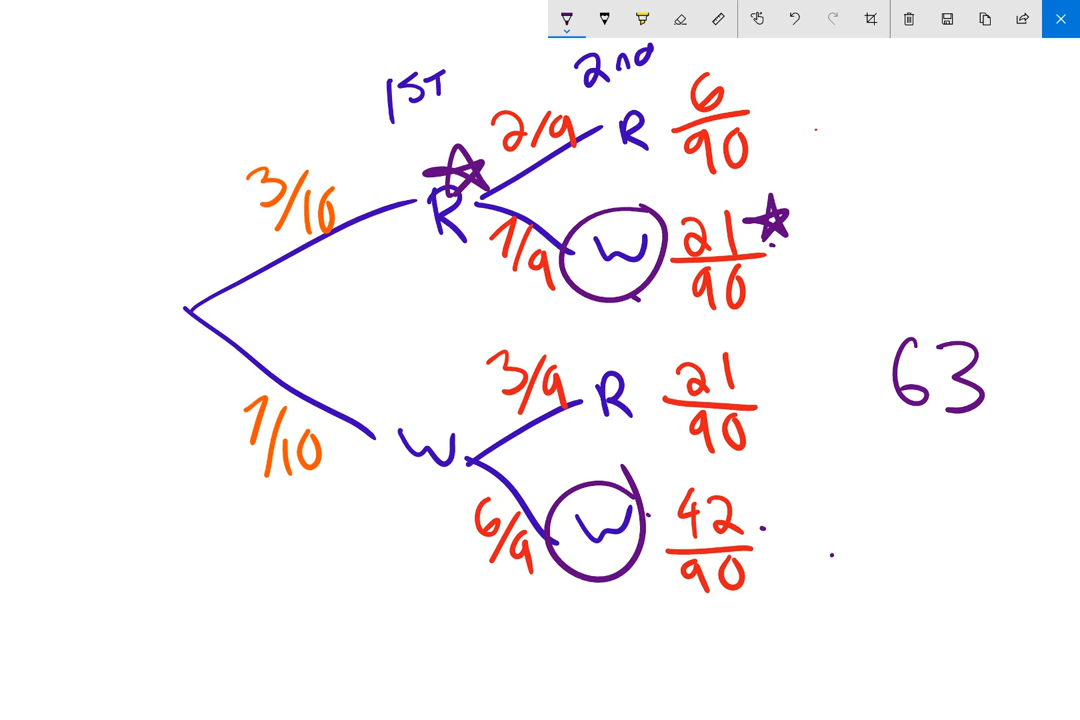 1ST 2nd
3/10 R 2/9 R 6/90
7/9 W 21/90
7/10 W 3/9 R 21/90
6/9 W 42/90
63